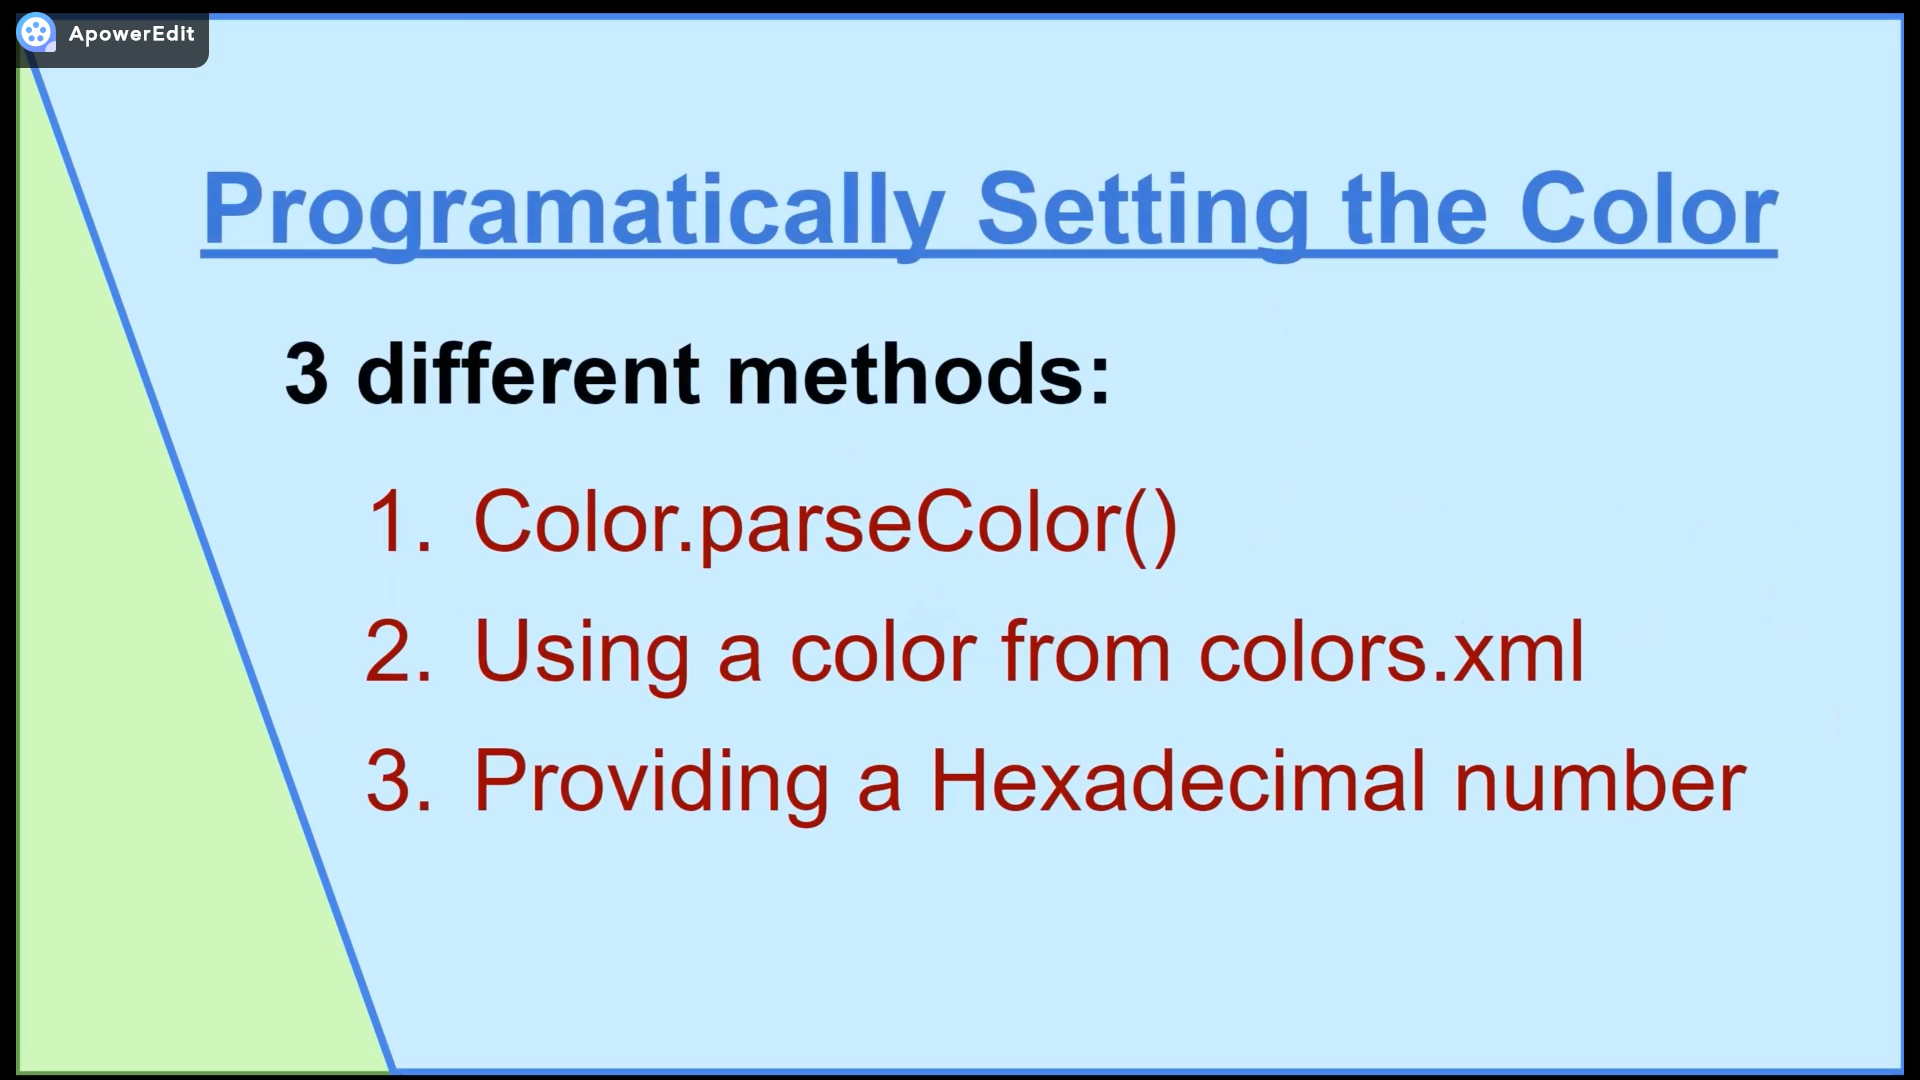 ApowerEdit
Programatically Setting the Color
3 different methods:
1. Color.parseColor()
2. Using a color from colors.xml
3. Providing a Hexadecimal number